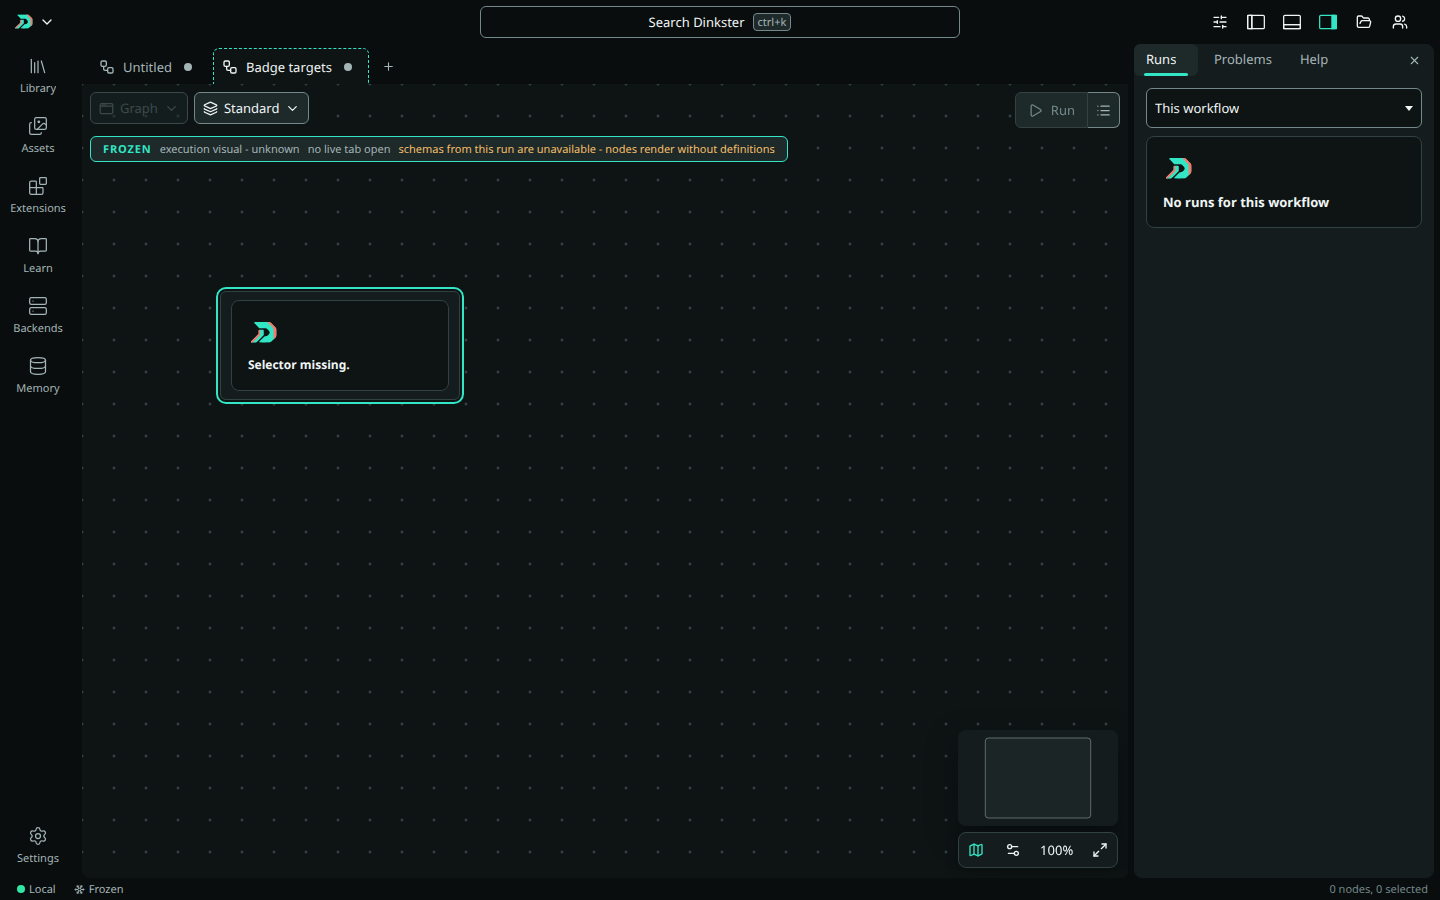 Search Dinkster ctrl+k
Library
Assets
Extensions
Learn
Backends
Memory
Settings
Untitled
Badge targets
Graph
Standard
Run
FROZEN execution visual - unknown no live tab open schemas from this run are unavailable - nodes render without definitions
Selector missing.
100%
Runs Problems Help
This workflow
No runs for this workflow
Local
Frozen
0 nodes, 0 selected